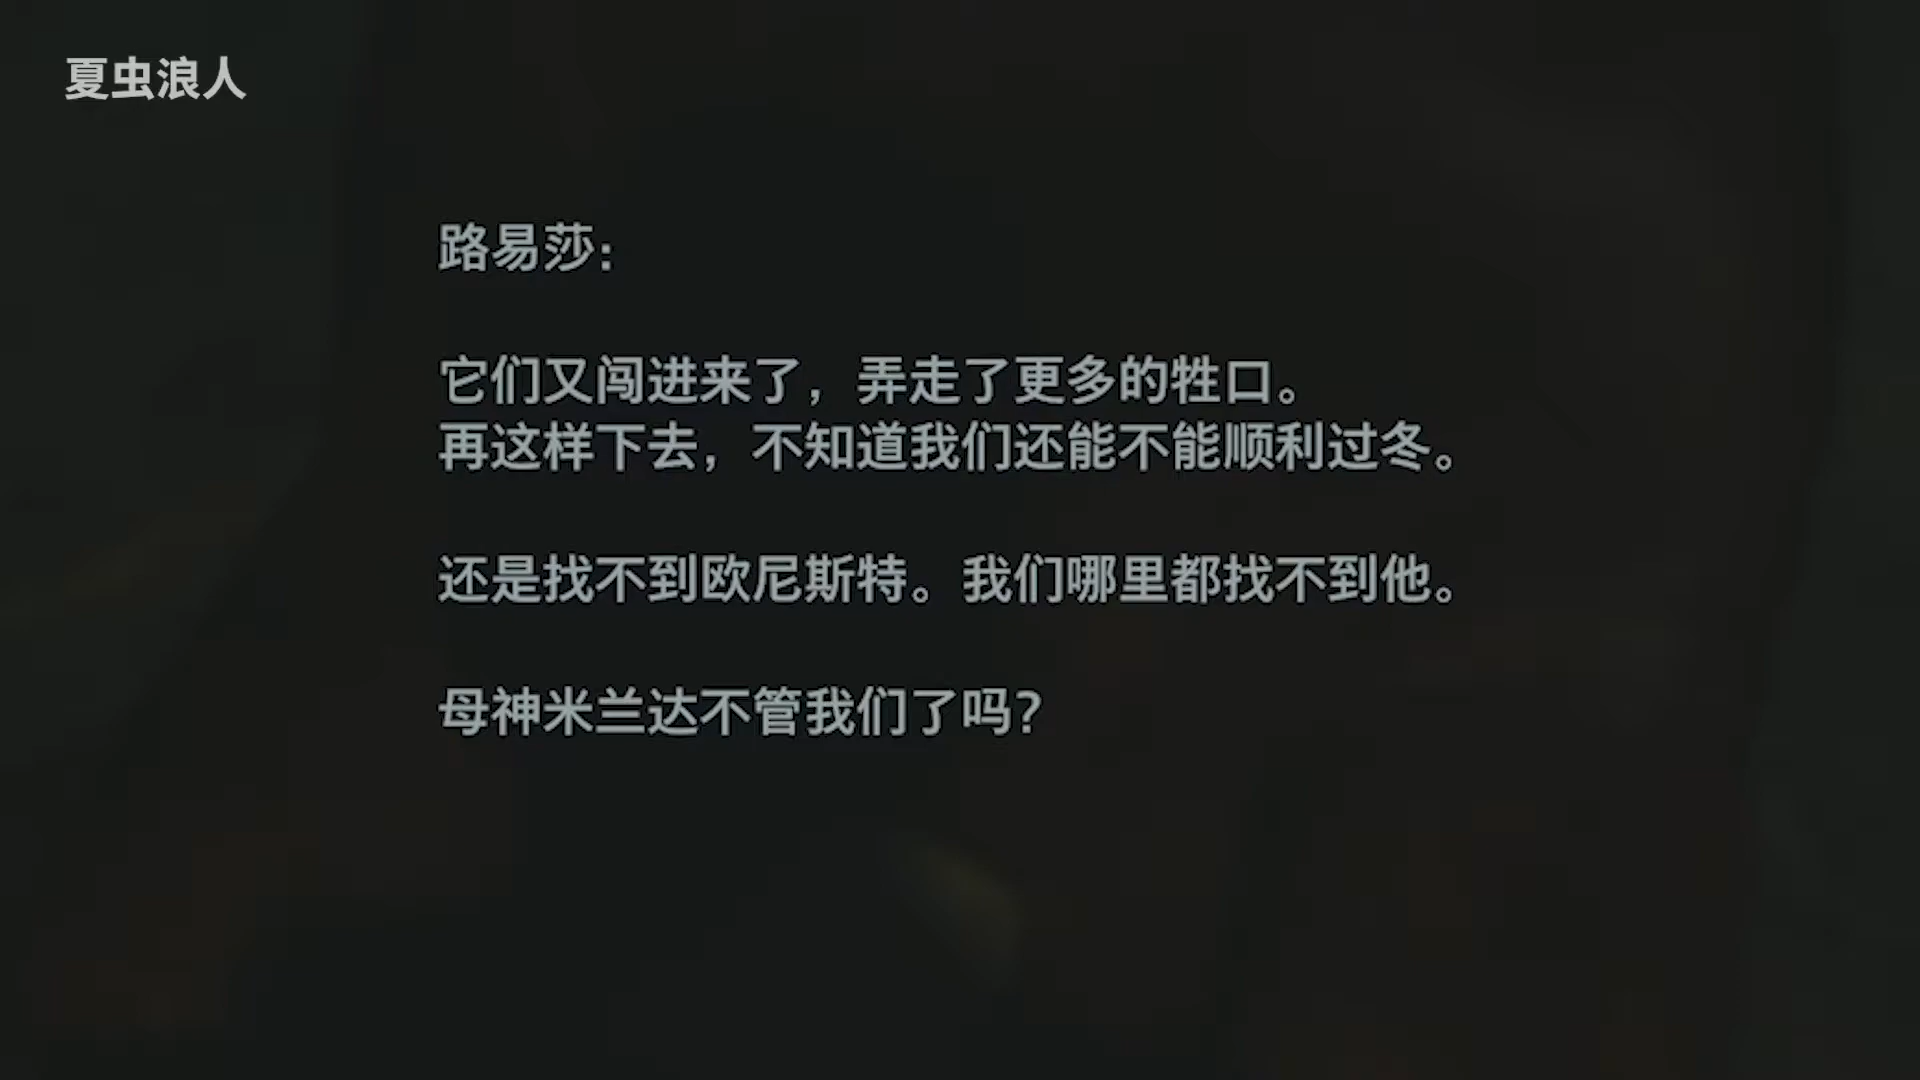 夏虫浪人
路易莎：
它们又闯进来了，弄走了更多的牲口。
再这样下去，不知道我们还能不能顺利过冬。
还是找不到欧尼斯特。我们哪里都找不到他。
母神米兰达不管我们了吗？